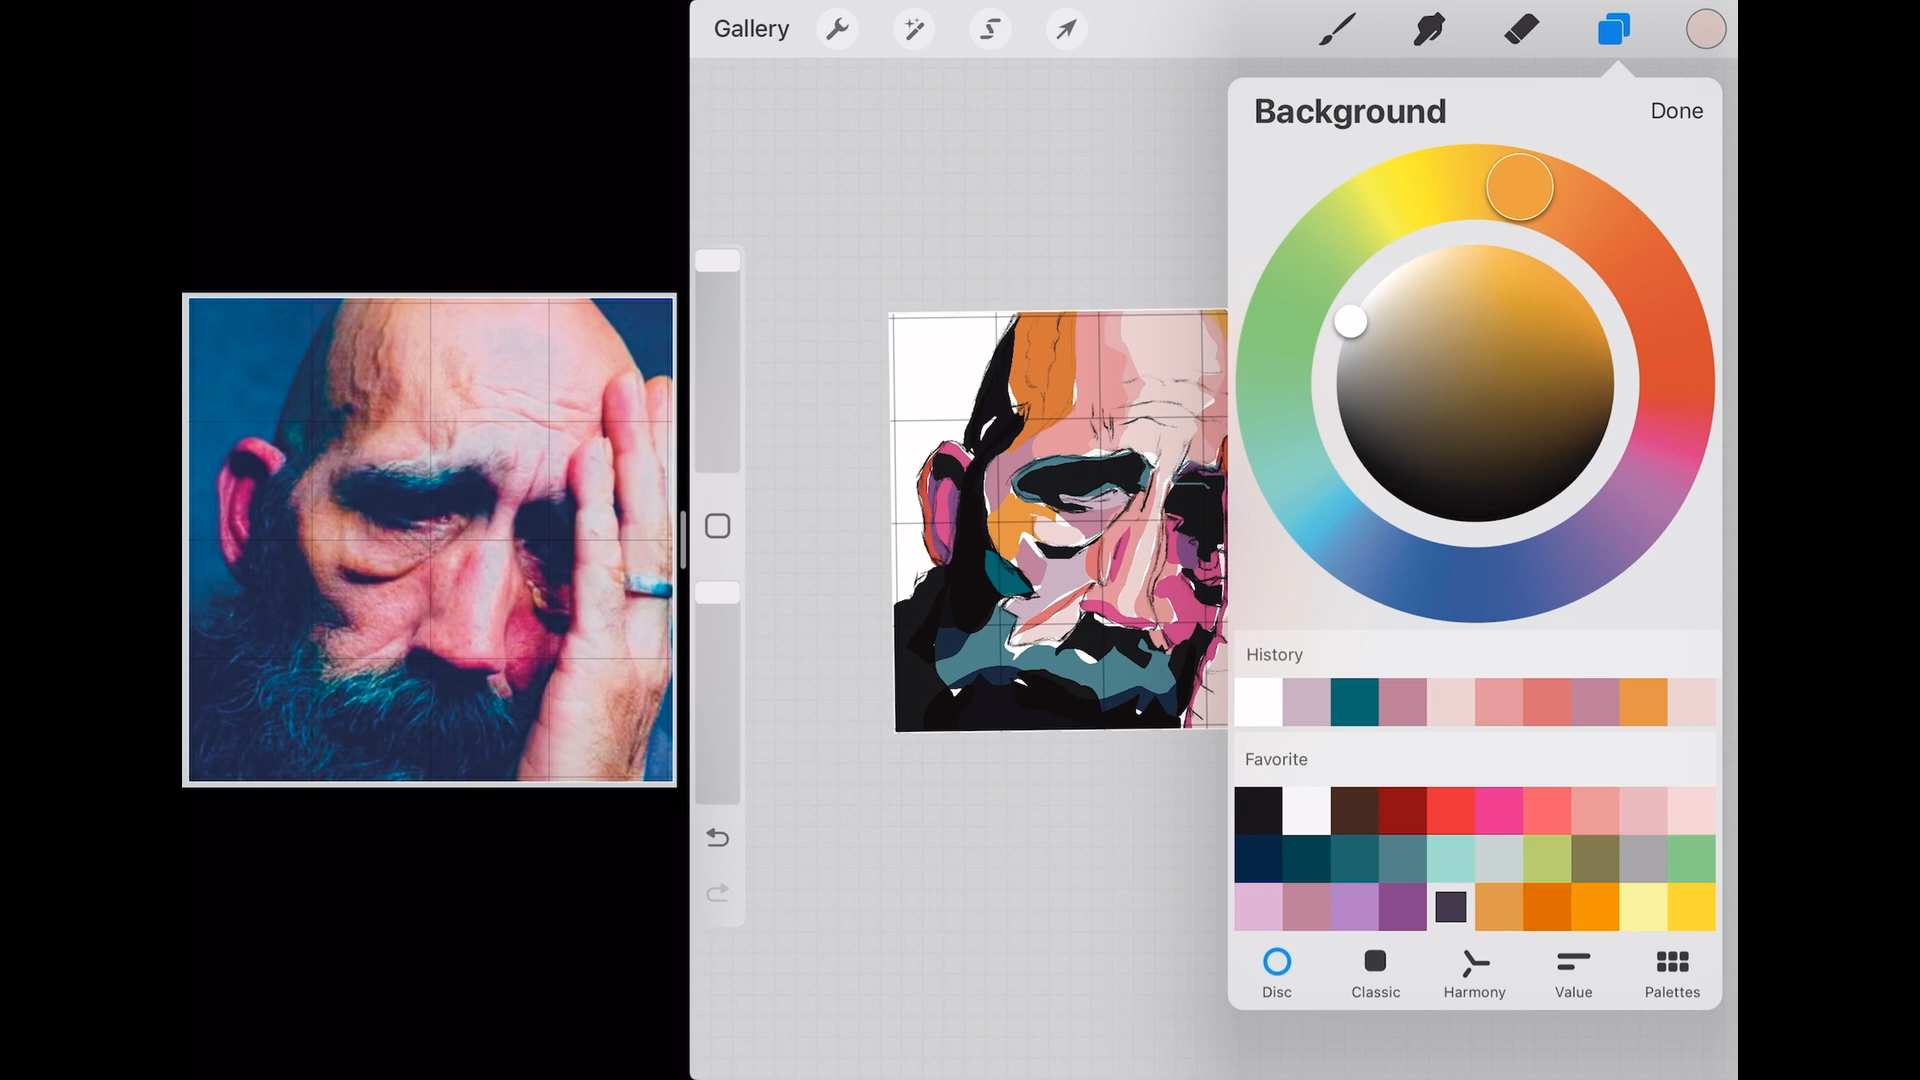 Gallery
Background
Done
History
Favorite
Disc
Classic
Harmony
Value
Palettes